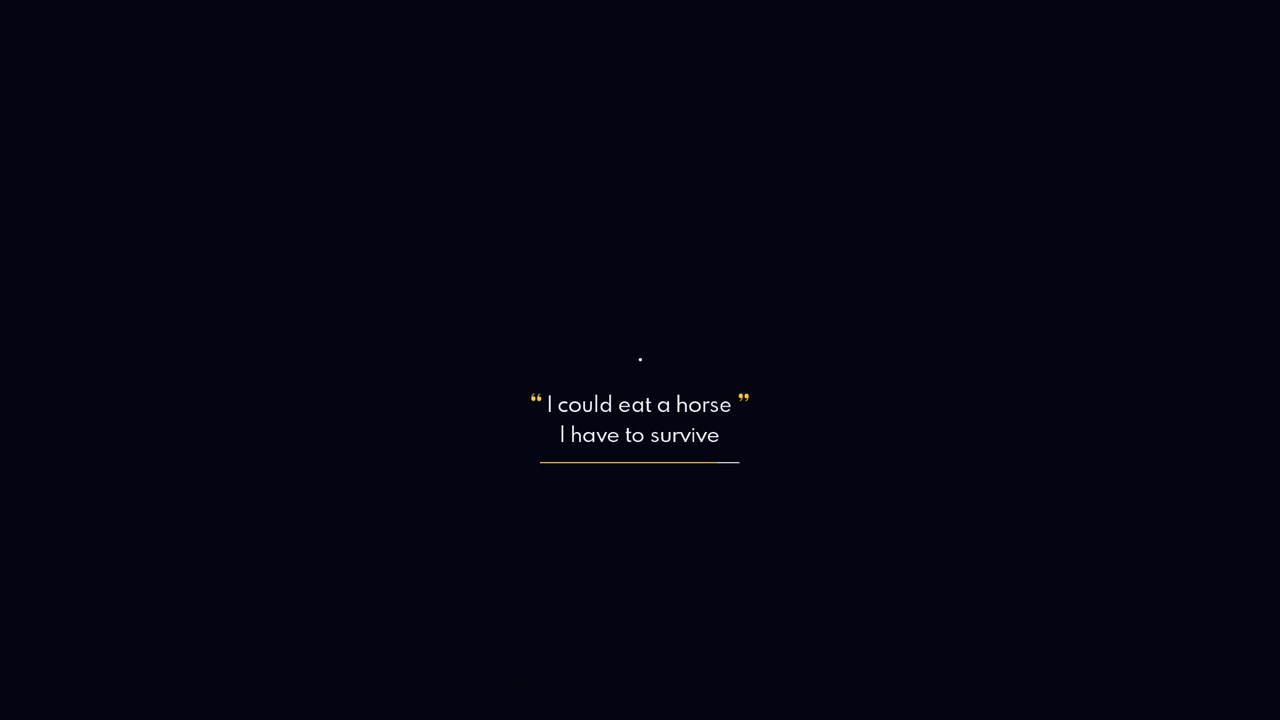 “ I could eat a horse ”
I have to survive